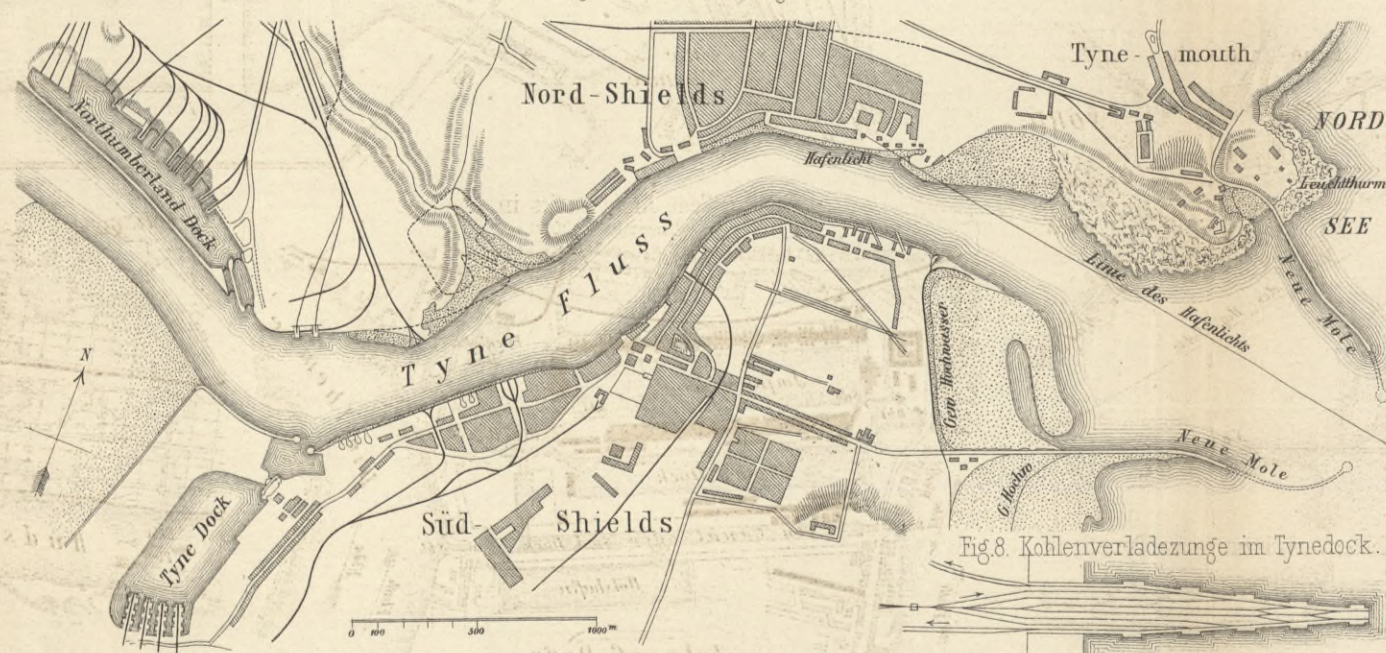 Tyne - mouth
Nord-Shields
NORD
Northumberland Dock
Hafenlicht
Leuchtthurm
SEE
Tyne Fluss
Linie des Hafenlichts
Neue Mole
N
Gem Hochwasser
Neue Mole
G. Hochw
Süd- Shields
Tyne Dock
Fig.8. Kohlenverladezunge im Tynedock.
0 100 500 1000 m